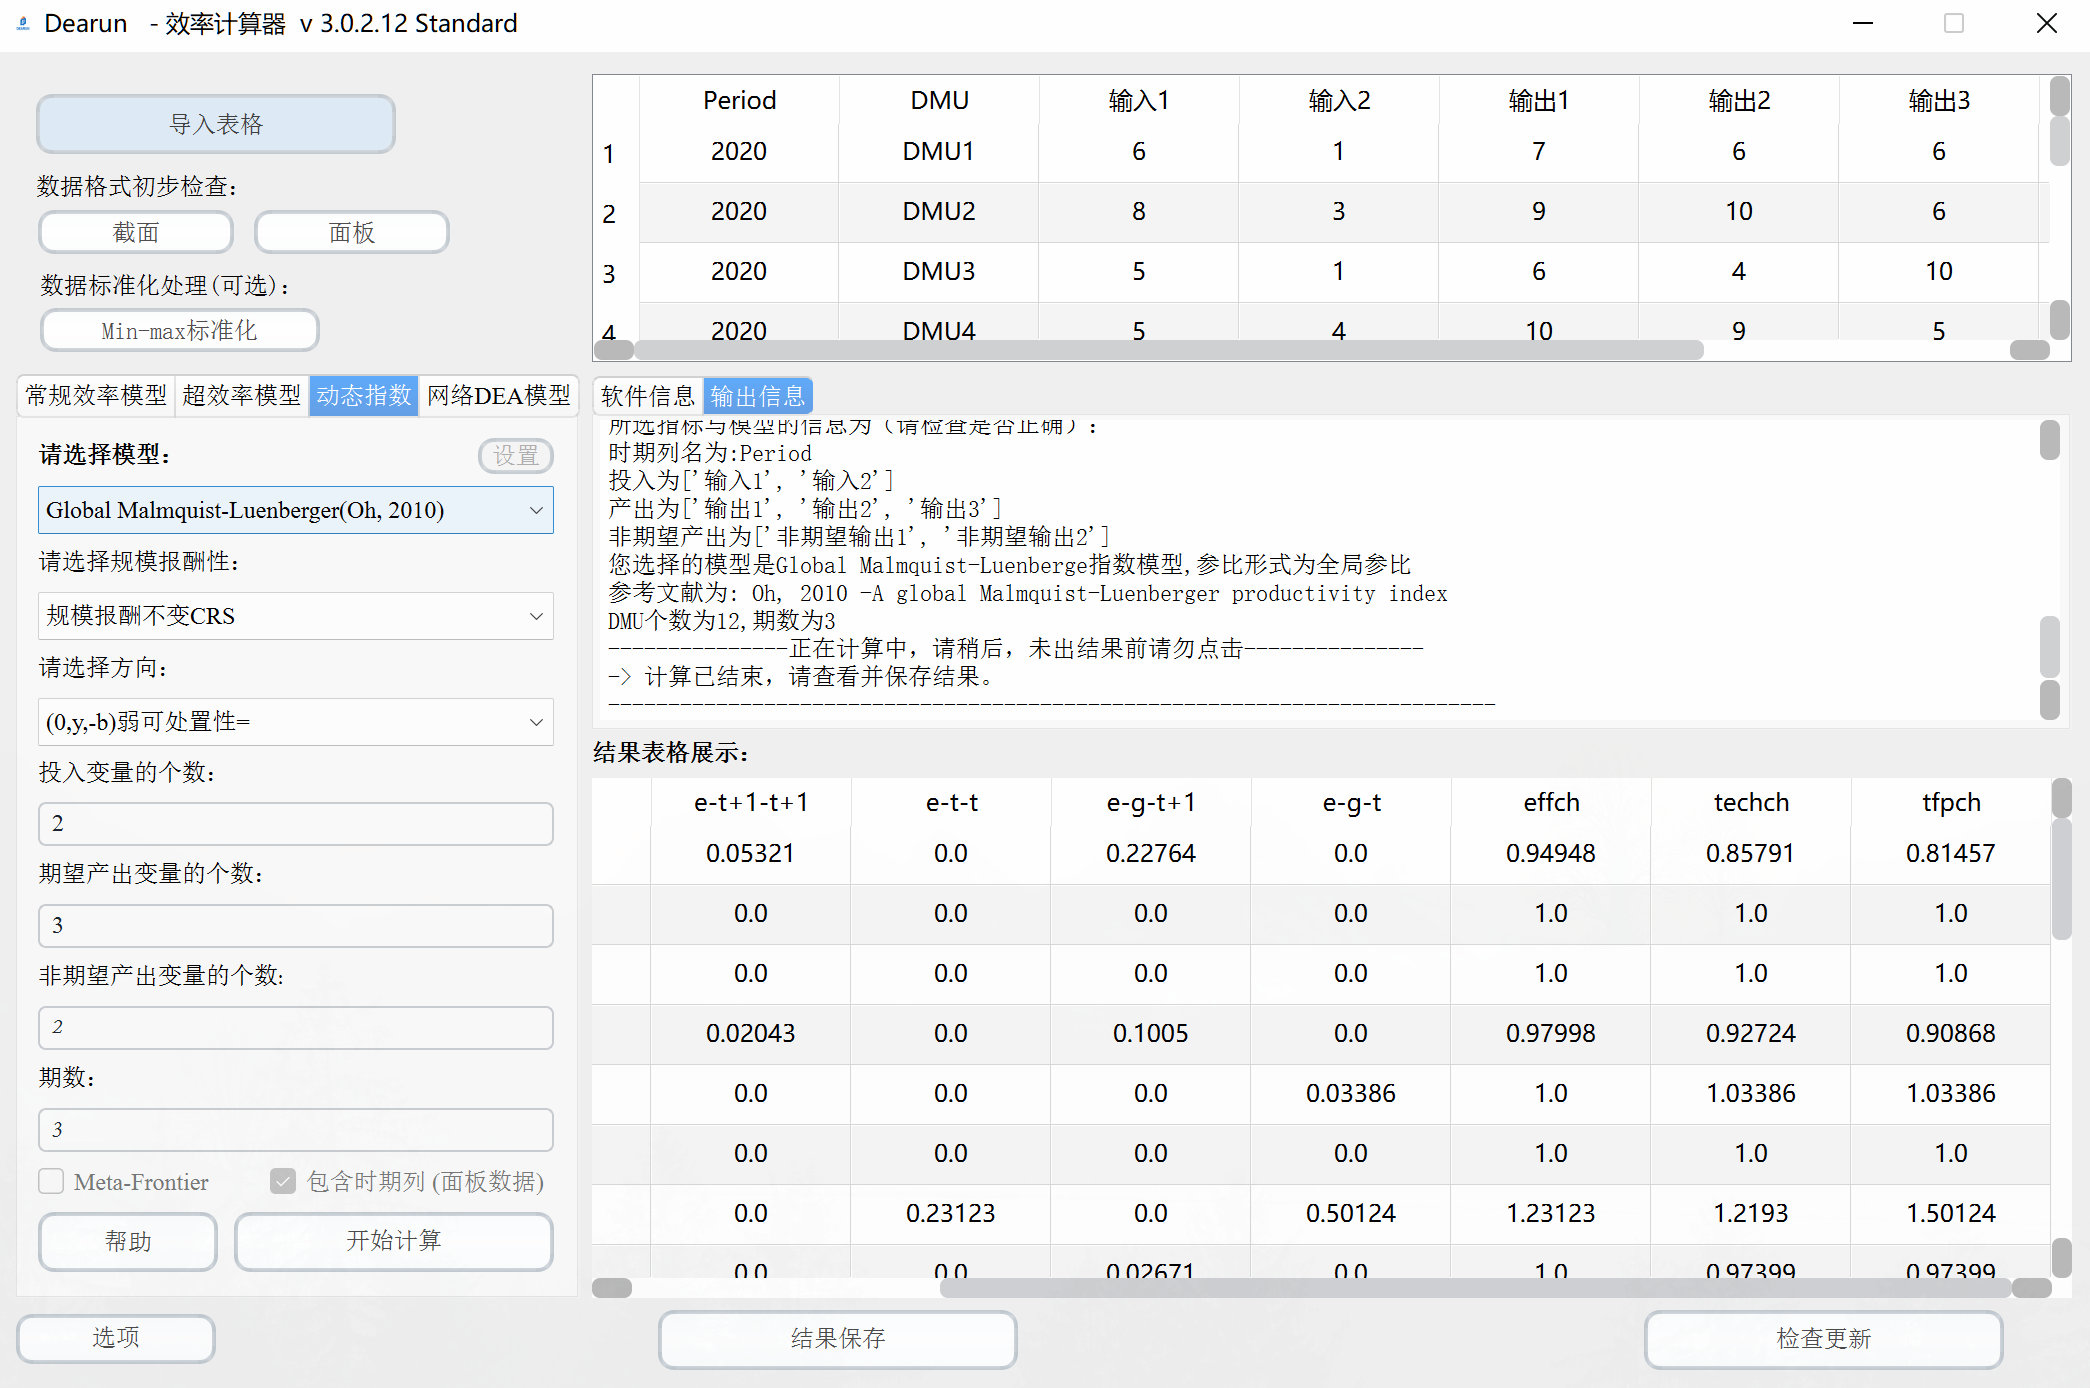 Dearun - 效率计算器 v 3.0.2.12 Standard
导入表格
数据格式初步检查：
截面 面板
数据标准化处理(可选)：
Min-max标准化
Period DMU 输入1 输入2 输出1 输出2 输出3
1 2020 DMU1 6 1 7 6 6
2 2020 DMU2 8 3 9 10 6
3 2020 DMU3 5 1 6 4 10
4 2020 DMU4 5 4 10 9 5
常规效率模型 超效率模型 动态指数 网络DEA模型
请选择模型：
设置
Global Malmquist-Luenberger(Oh, 2010)
请选择规模报酬性：
规模报酬不变CRS
请选择方向：
(0,y,-b)弱可处置性=
投入变量的个数：
2
期望产出变量的个数：
3
非期望产出变量的个数：
2
期数：
3
Meta-Frontier 包含时期列 (面板数据)
帮助 开始计算
选项
软件信息 输出信息
所选指标与模型的信息为（请检查是否正确）：
时期列名为:Period
投入为['输入1', '输入2']
产出为['输出1', '输出2', '输出3']
非期望产出为['非期望输出1', '非期望输出2']
您选择的模型是Global Malmquist-Luenberge指数模型,参比形式为全局参比
参考文献为: Oh, 2010 -A global Malmquist-Luenberger productivity index
DMU个数为12,期数为3
---------------正在计算中，请稍后，未出结果前请勿点击---------------
-> 计算已结束，请查看并保存结果。
--------------------------------------------------------------------------
结果表格展示：
e-t+1-t+1 e-t-t e-g-t+1 e-g-t effch techch tfpch
0.05321 0.0 0.22764 0.0 0.94948 0.85791 0.81457
0.0 0.0 0.0 0.0 1.0 1.0 1.0
0.0 0.0 0.0 0.0 1.0 1.0 1.0
0.02043 0.0 0.1005 0.0 0.97998 0.92724 0.90868
0.0 0.0 0.0 0.03386 1.0 1.03386 1.03386
0.0 0.0 0.0 0.0 1.0 1.0 1.0
0.0 0.23123 0.0 0.50124 1.23123 1.2193 1.50124
0.0 0.0 0.02671 0.0 1.0 0.97399 0.97399
结果保存 检查更新